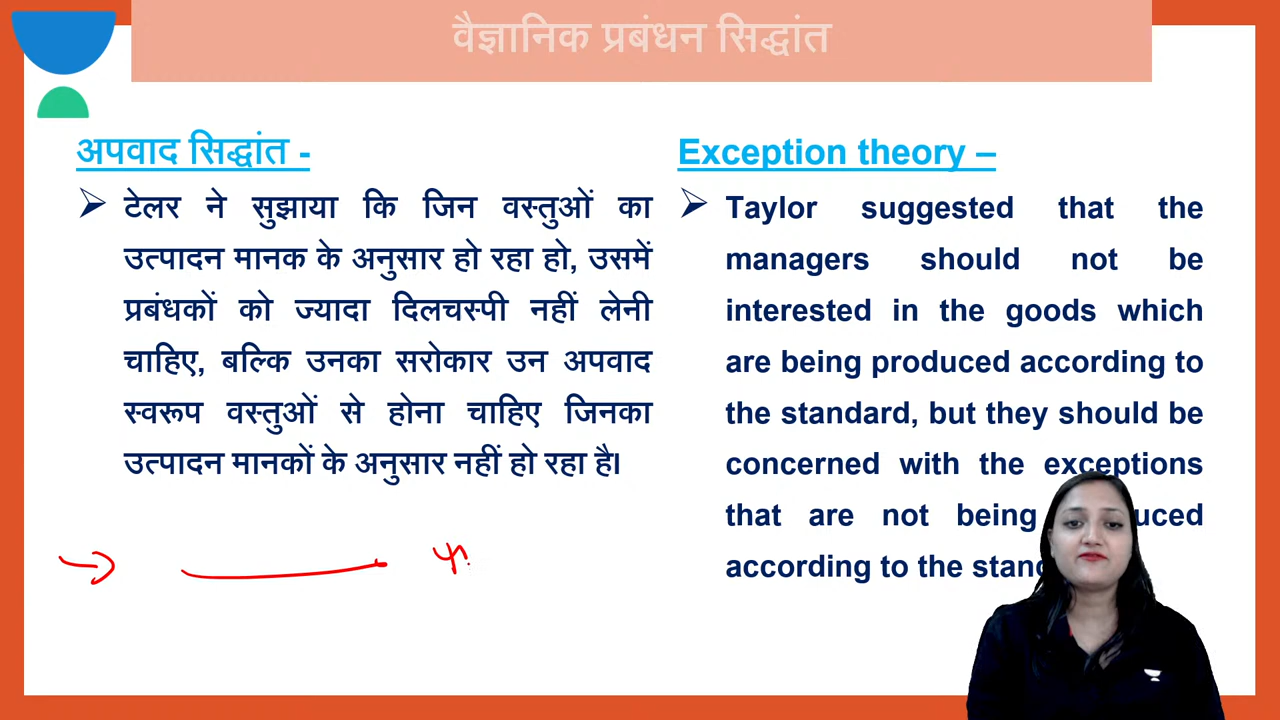 वैज्ञानिक प्रबंधन सिद्धांत
अपवाद सिद्धांत -
टेलर ने सुझाया कि जिन वस्तुओं का
उत्पादन मानक के अनुसार हो रहा हो, उसमें
प्रबंधकों को ज्यादा दिलचस्पी नहीं लेनी
चाहिए, बल्कि उनका सरोकार उन अपवाद
स्वरूप वस्तुओं से होना चाहिए जिनका
उत्पादन मानकों के अनुसार नहीं हो रहा है।
Exception theory –
Taylor suggested that the
managers should not be
interested in the goods which
are being produced according to
the standard, but they should be
concerned with the exceptions
that are not being
according to the